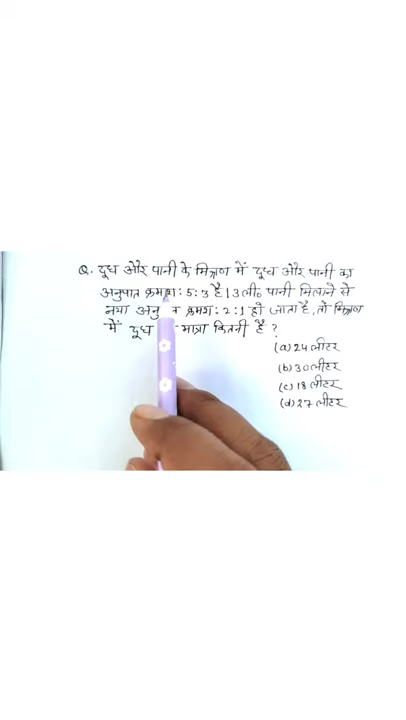 Q. दूध और पानी के मिश्रण में दूध और पानी का
अनुपात क्रमशः 5:3 है। 3 ली० पानी मिलाने से
नया क्रमशः 2:1 हो जाता है, तो मिश्रण
में दूध मात्रा कितनी है?
(a) 24 लीटर
(b) 30 लीटर
(c) 18 लीटर
(d) 27 लीटर